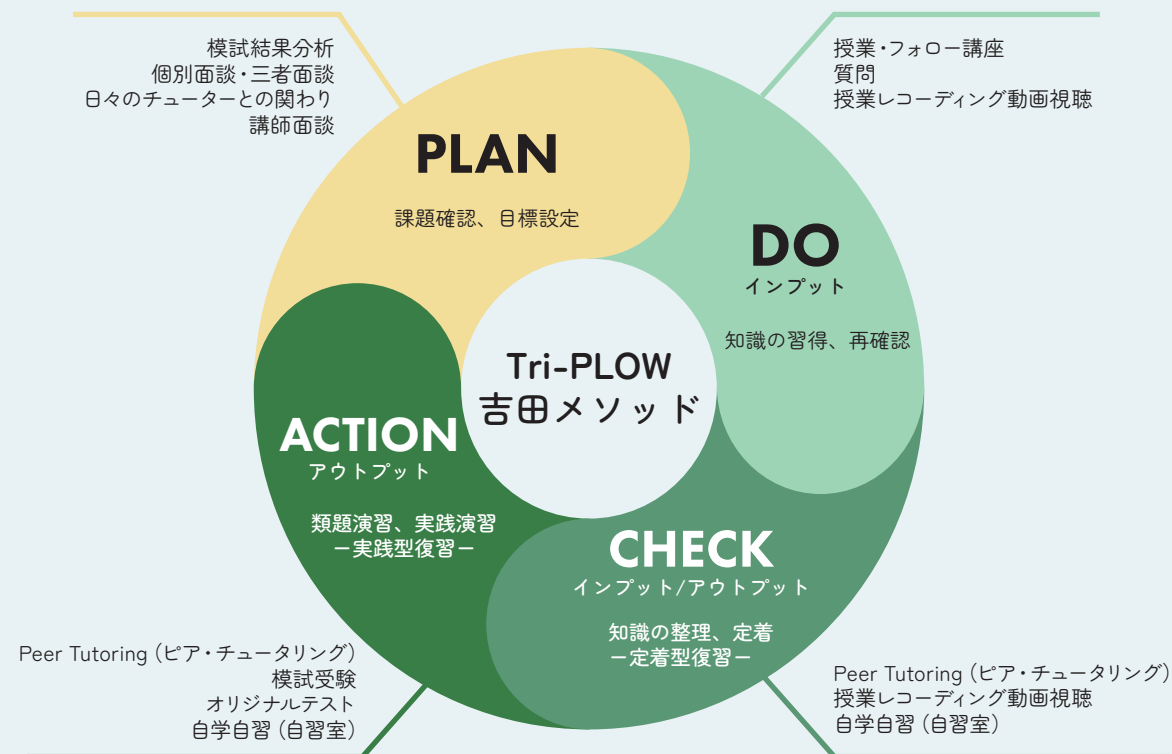 模試結果分析
個別面談・三者面談
日々のチューターとの関わり
講師面談
授業・フォロー講座
質問
授業レコーディング動画視聴
PLAN
課題確認、目標設定
DO
インプット
知識の習得、再確認
Tri-PLOW
吉田メソッド
ACTION
アウトプット
類題演習、実践演習
－実践型復習－
CHECK
インプット/アウトプット
知識の整理、定着
－定着型復習－
Peer Tutoring（ピア・チュータリング）
模試受験
オリジナルテスト
自学自習（自習室）
Peer Tutoring（ピア・チュータリング）
授業レコーディング動画視聴
自学自習（自習室）